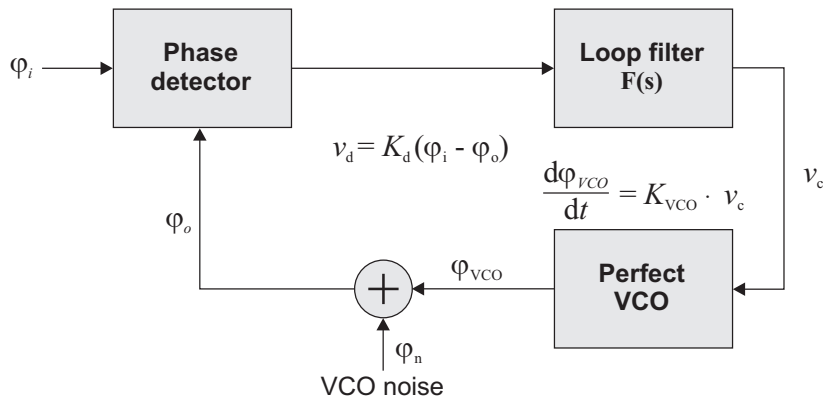 φi
Phase
detector
Loop filter
F(s)
vd = Kd (φi - φo)
vc
dφVCO
dt
= KVCO · vc
φo
φVCO
+
Perfect
VCO
φn
VCO noise